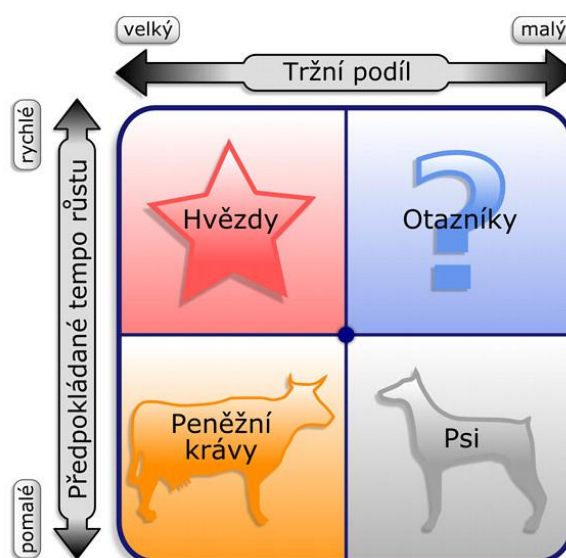 velký
malý
Tržní podíl
rychlé
Předpokládané tempo růstu
pomalé
Hvězdy
Otazníky
Peněžní
krávy
Psi